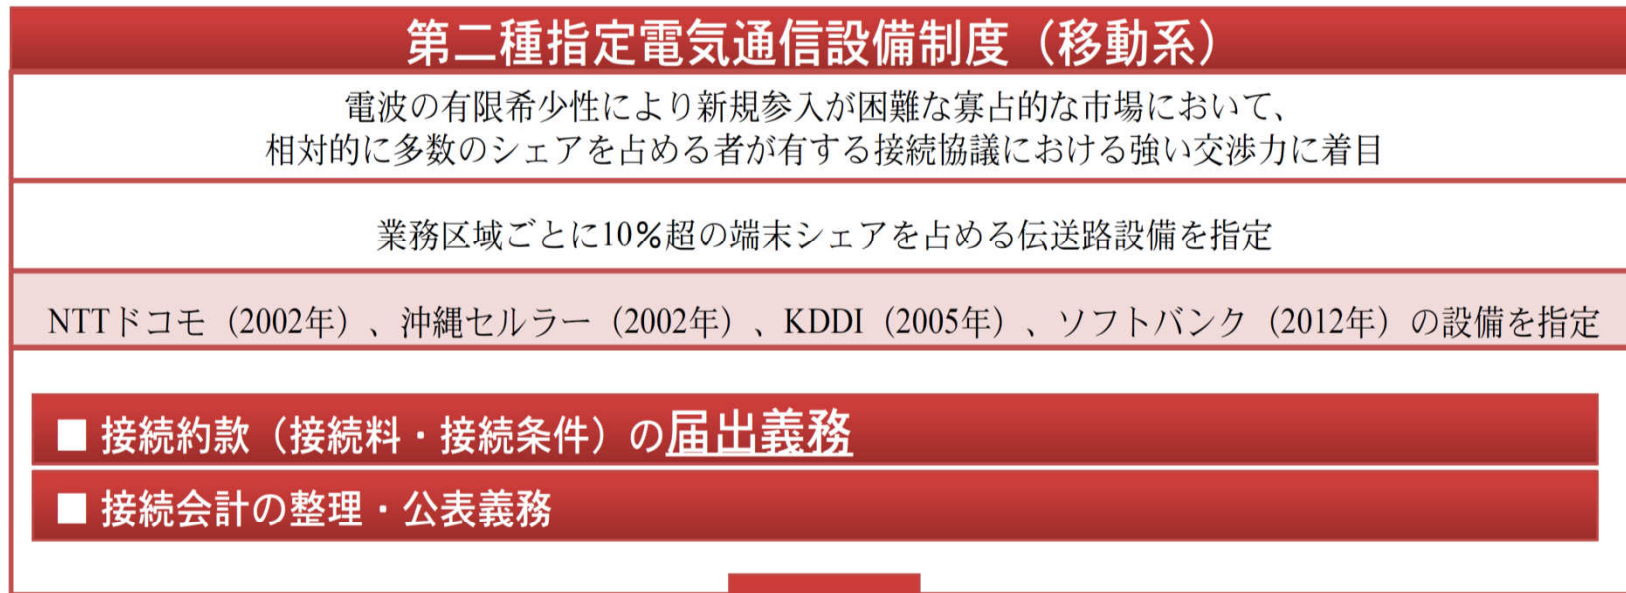 第二種指定電気通信設備制度（移動系）
電波の有限希少性により新規参入が困難な寡占的な市場において、
相対的に多数のシェアを占める者が有する接続協議における強い交渉力に着目
業務区域ごとに10％超の端末シェアを占める伝送路設備を指定
NTTドコモ（2002年）、沖縄セルラー（2002年）、KDDI（2005年）、ソフトバンク（2012年）の設備を指定
■ 接続約款（接続料・接続条件）の届出義務
■ 接続会計の整理・公表義務